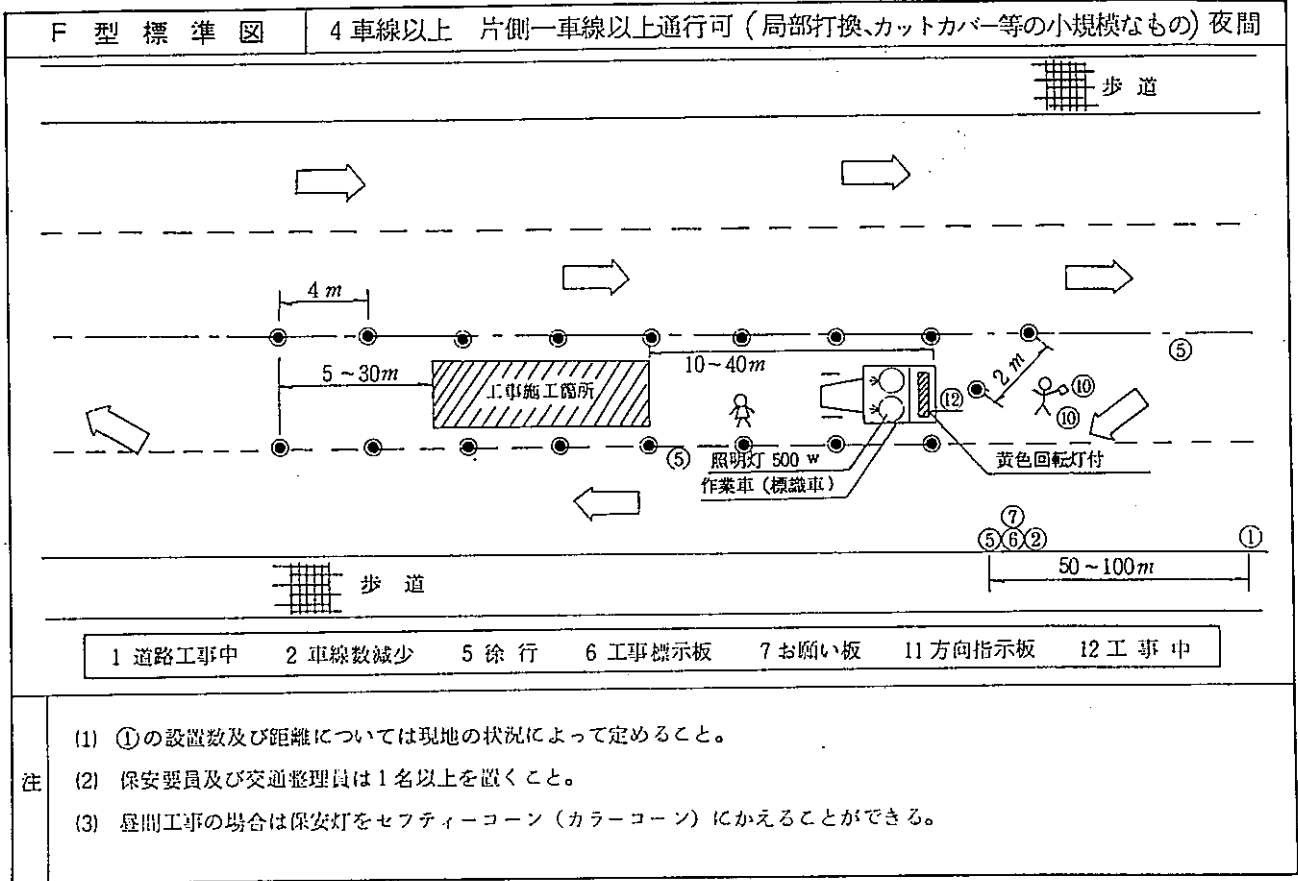 F型標準図 4車線以上 片側一車線以上通行可(局部打換、カットカバー等の小規模なもの)夜間
歩道
4m
⑤
5~30m
工事施工箇所
10~40m
2m
⑫
⑩
⑩
⑤
照明灯 500w
作業車(標識車)
黄色回転灯付
⑦
⑤⑥②
①
50~100m
歩道
1 道路工事中 2 車線数減少 5 徐行 6 工事標示板 7 お願い板 11 方向指示板 12 工事中
注
(1) ①の設置数及び距離については現地の状況によって定めること。
(2) 保安要員及び交通整理員は1名以上を置くこと。
(3) 昼間工事の場合は保安灯をセフティーコーン(カラーコーン)にかえることができる。